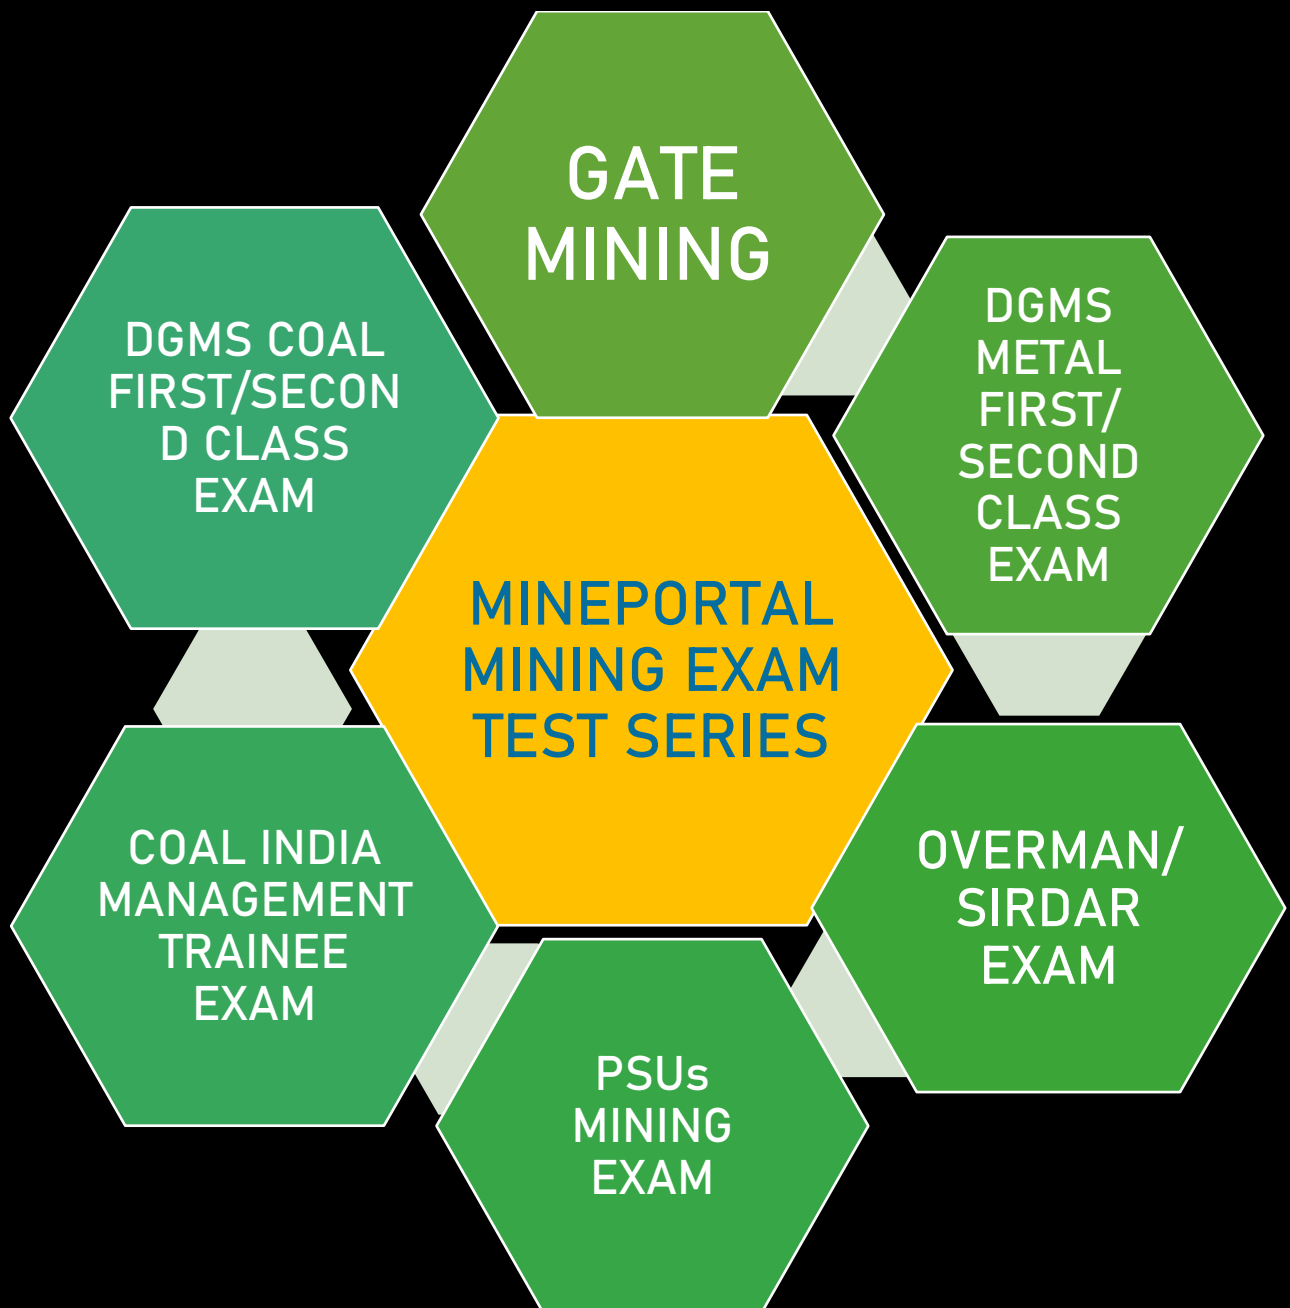 GATE
MINING
DGMS COAL
FIRST/SECON
D CLASS
EXAM
DGMS
METAL
FIRST/
SECOND
CLASS
EXAM
MINEPORTAL
MINING EXAM
TEST SERIES
COAL INDIA
MANAGEMENT
TRAINEE
EXAM
OVERMAN/
SIRDAR
EXAM
PSUs
MINING
EXAM